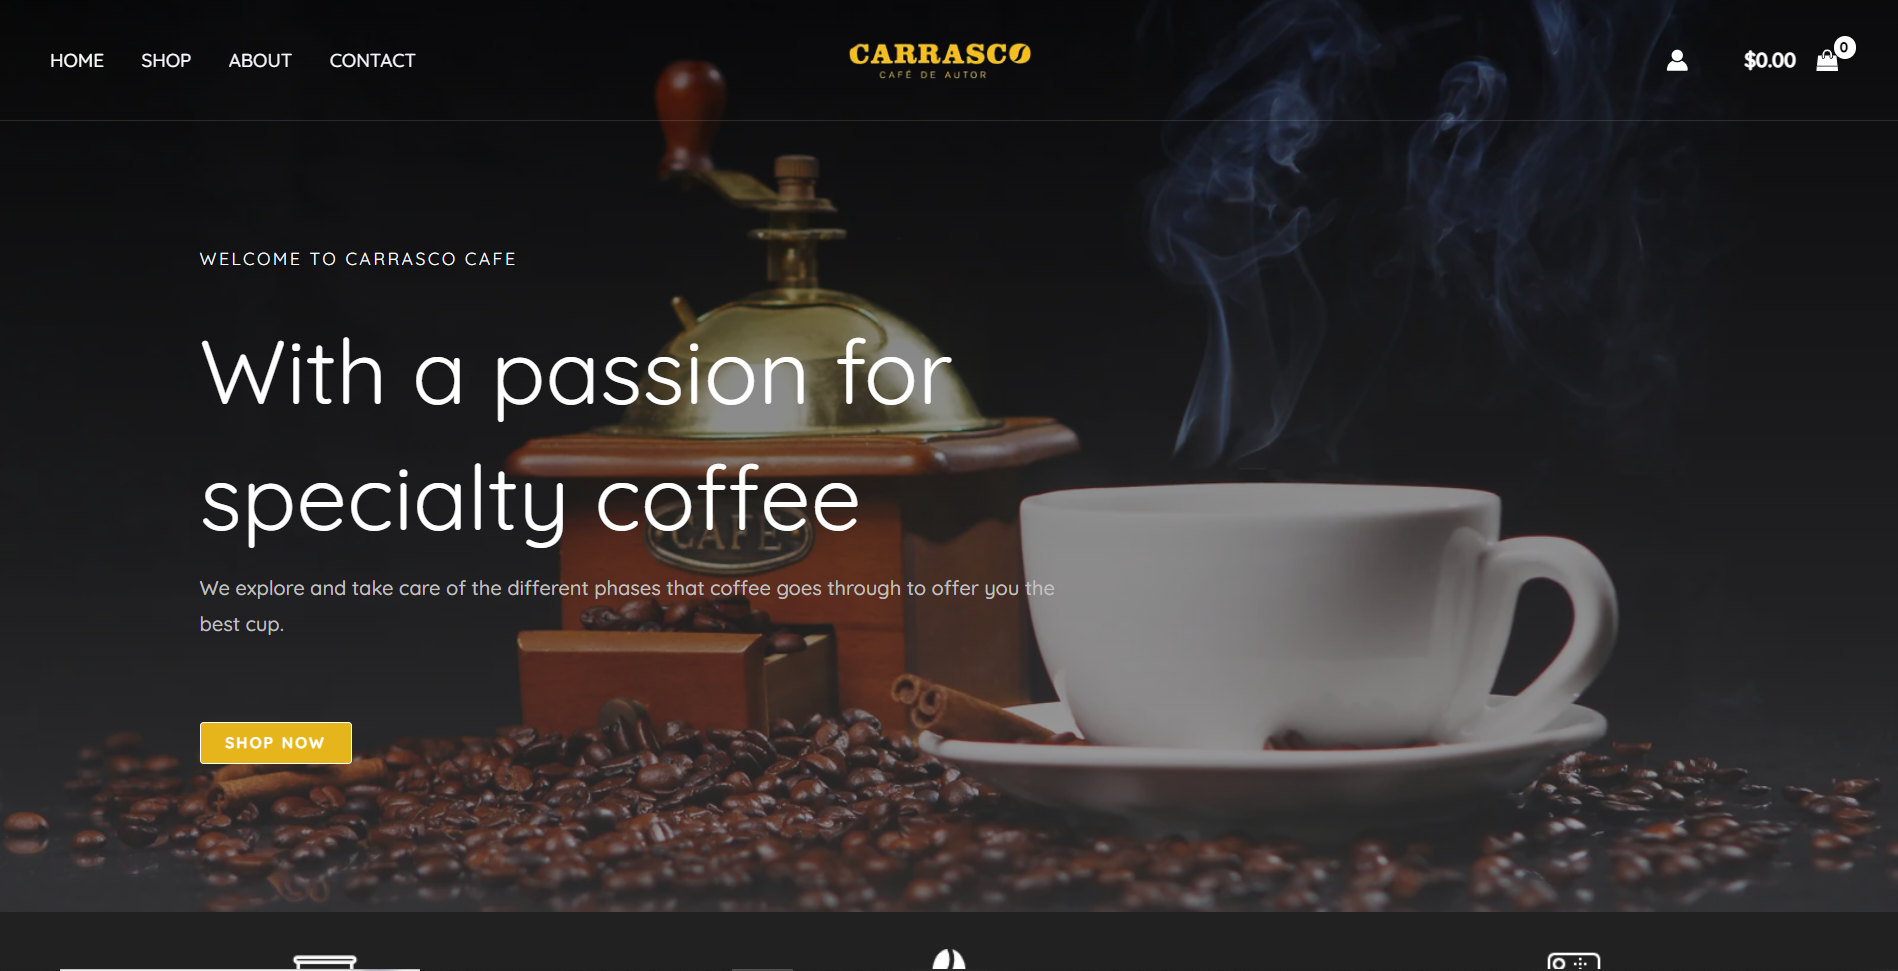 HOME SHOP ABOUT CONTACT
CARRASCO
CAFÉ DE AUTOR
$0.00 0
WELCOME TO CARRASCO CAFE
With a passion for
specialty coffee
CAFE
We explore and take care of the different phases that coffee goes through to offer you the
best cup.
SHOP NOW